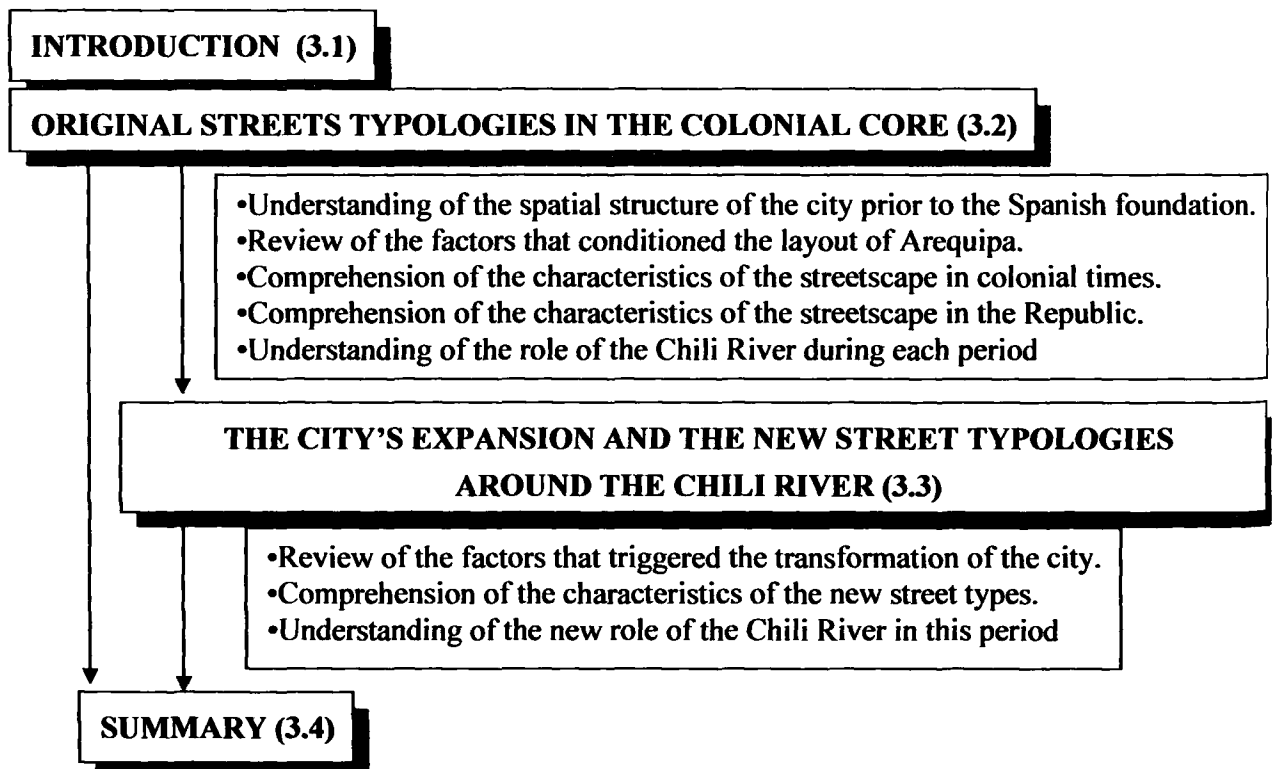 INTRODUCTION (3.1)
ORIGINAL STREETS TYPOLOGIES IN THE COLONIAL CORE (3.2)
•Understanding of the spatial structure of the city prior to the Spanish foundation.
•Review of the factors that conditioned the layout of Arequipa.
•Comprehension of the characteristics of the streetscape in colonial times.
•Comprehension of the characteristics of the streetscape in the Republic.
•Understanding of the role of the Chili River during each period
THE CITY'S EXPANSION AND THE NEW STREET TYPOLOGIES
AROUND THE CHILI RIVER (3.3)
•Review of the factors that triggered the transformation of the city.
•Comprehension of the characteristics of the new street types.
•Understanding of the new role of the Chili River in this period
SUMMARY (3.4)